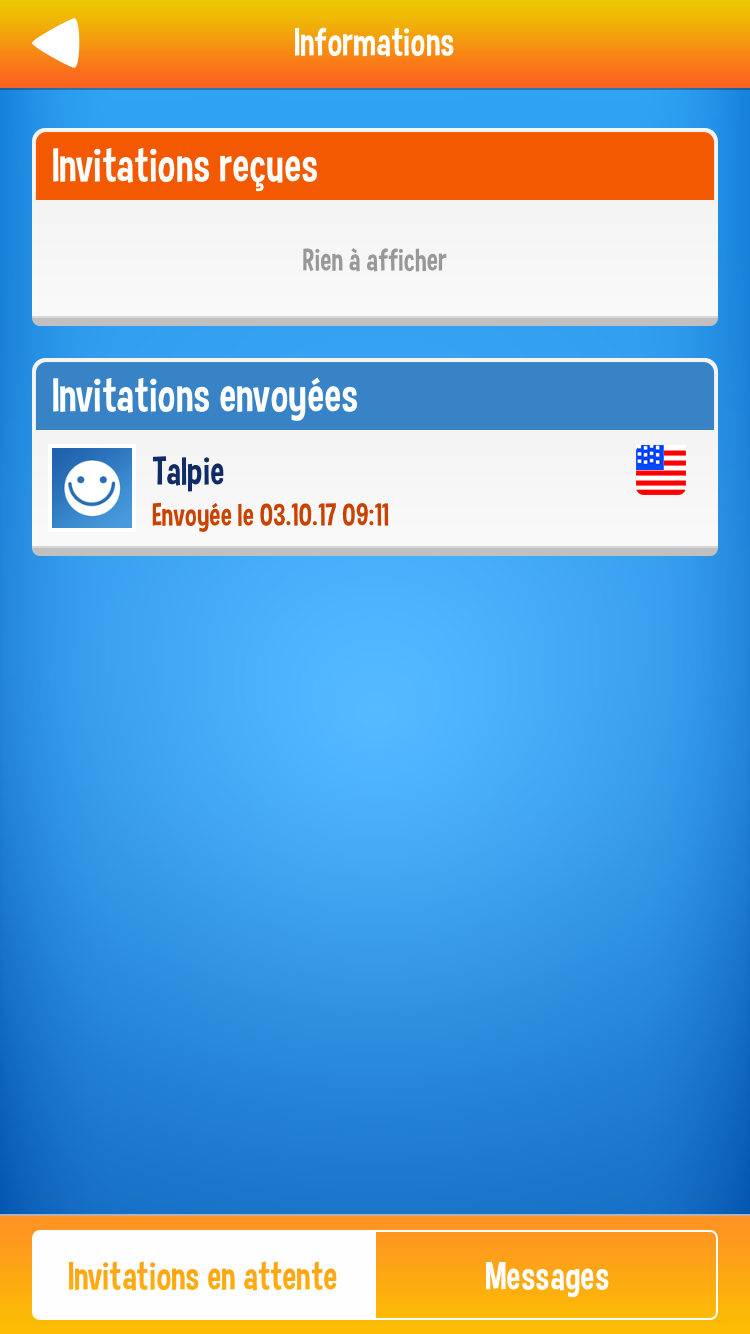 Informations
Invitations reçues
Rien à afficher
Invitations envoyées
Talpie
Envoyée le 03.10.17 09:11
Invitations en attente
Messages